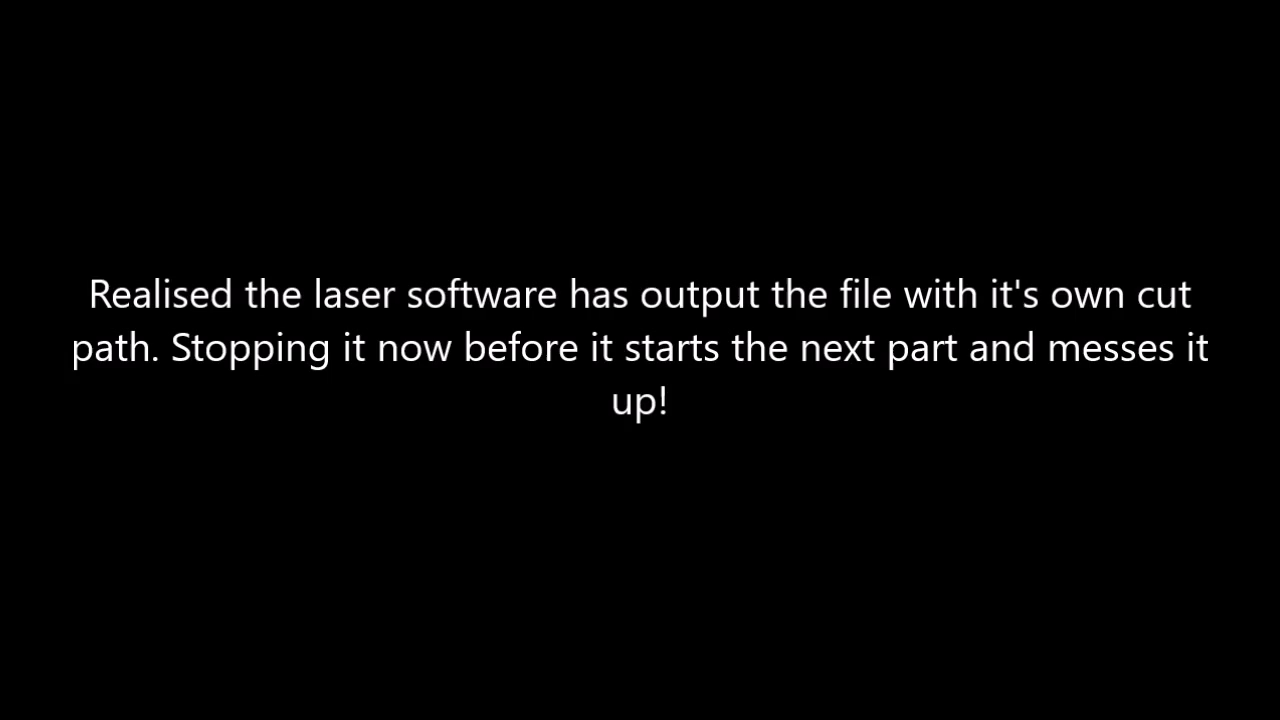 Realised the laser software has output the file with it's own cut
path. Stopping it now before it starts the next part and messes it
up!